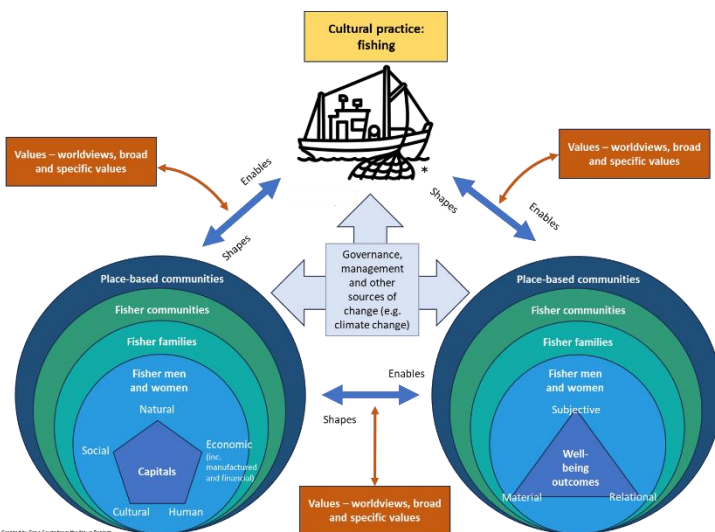 Cultural practice:
fishing
*
Values – worldviews, broad
and specific values
Values – worldviews, broad
and specific values
Enables
Shapes
Shapes
Enables
Governance,
management
and other
sources of
change (e.g.
climate change)
Place-based communities
Fisher communities
Fisher families
Fisher men
and women
Natural
Social
Economic
(inc.
manufactured
and financial)
Capitals
Cultural
Human
Enables
Shapes
Place-based communities
Fisher communities
Fisher families
Fisher men
and women
Subjective
Well-
being
outcomes
Material
Relational
Values – worldviews, broad
and specific values